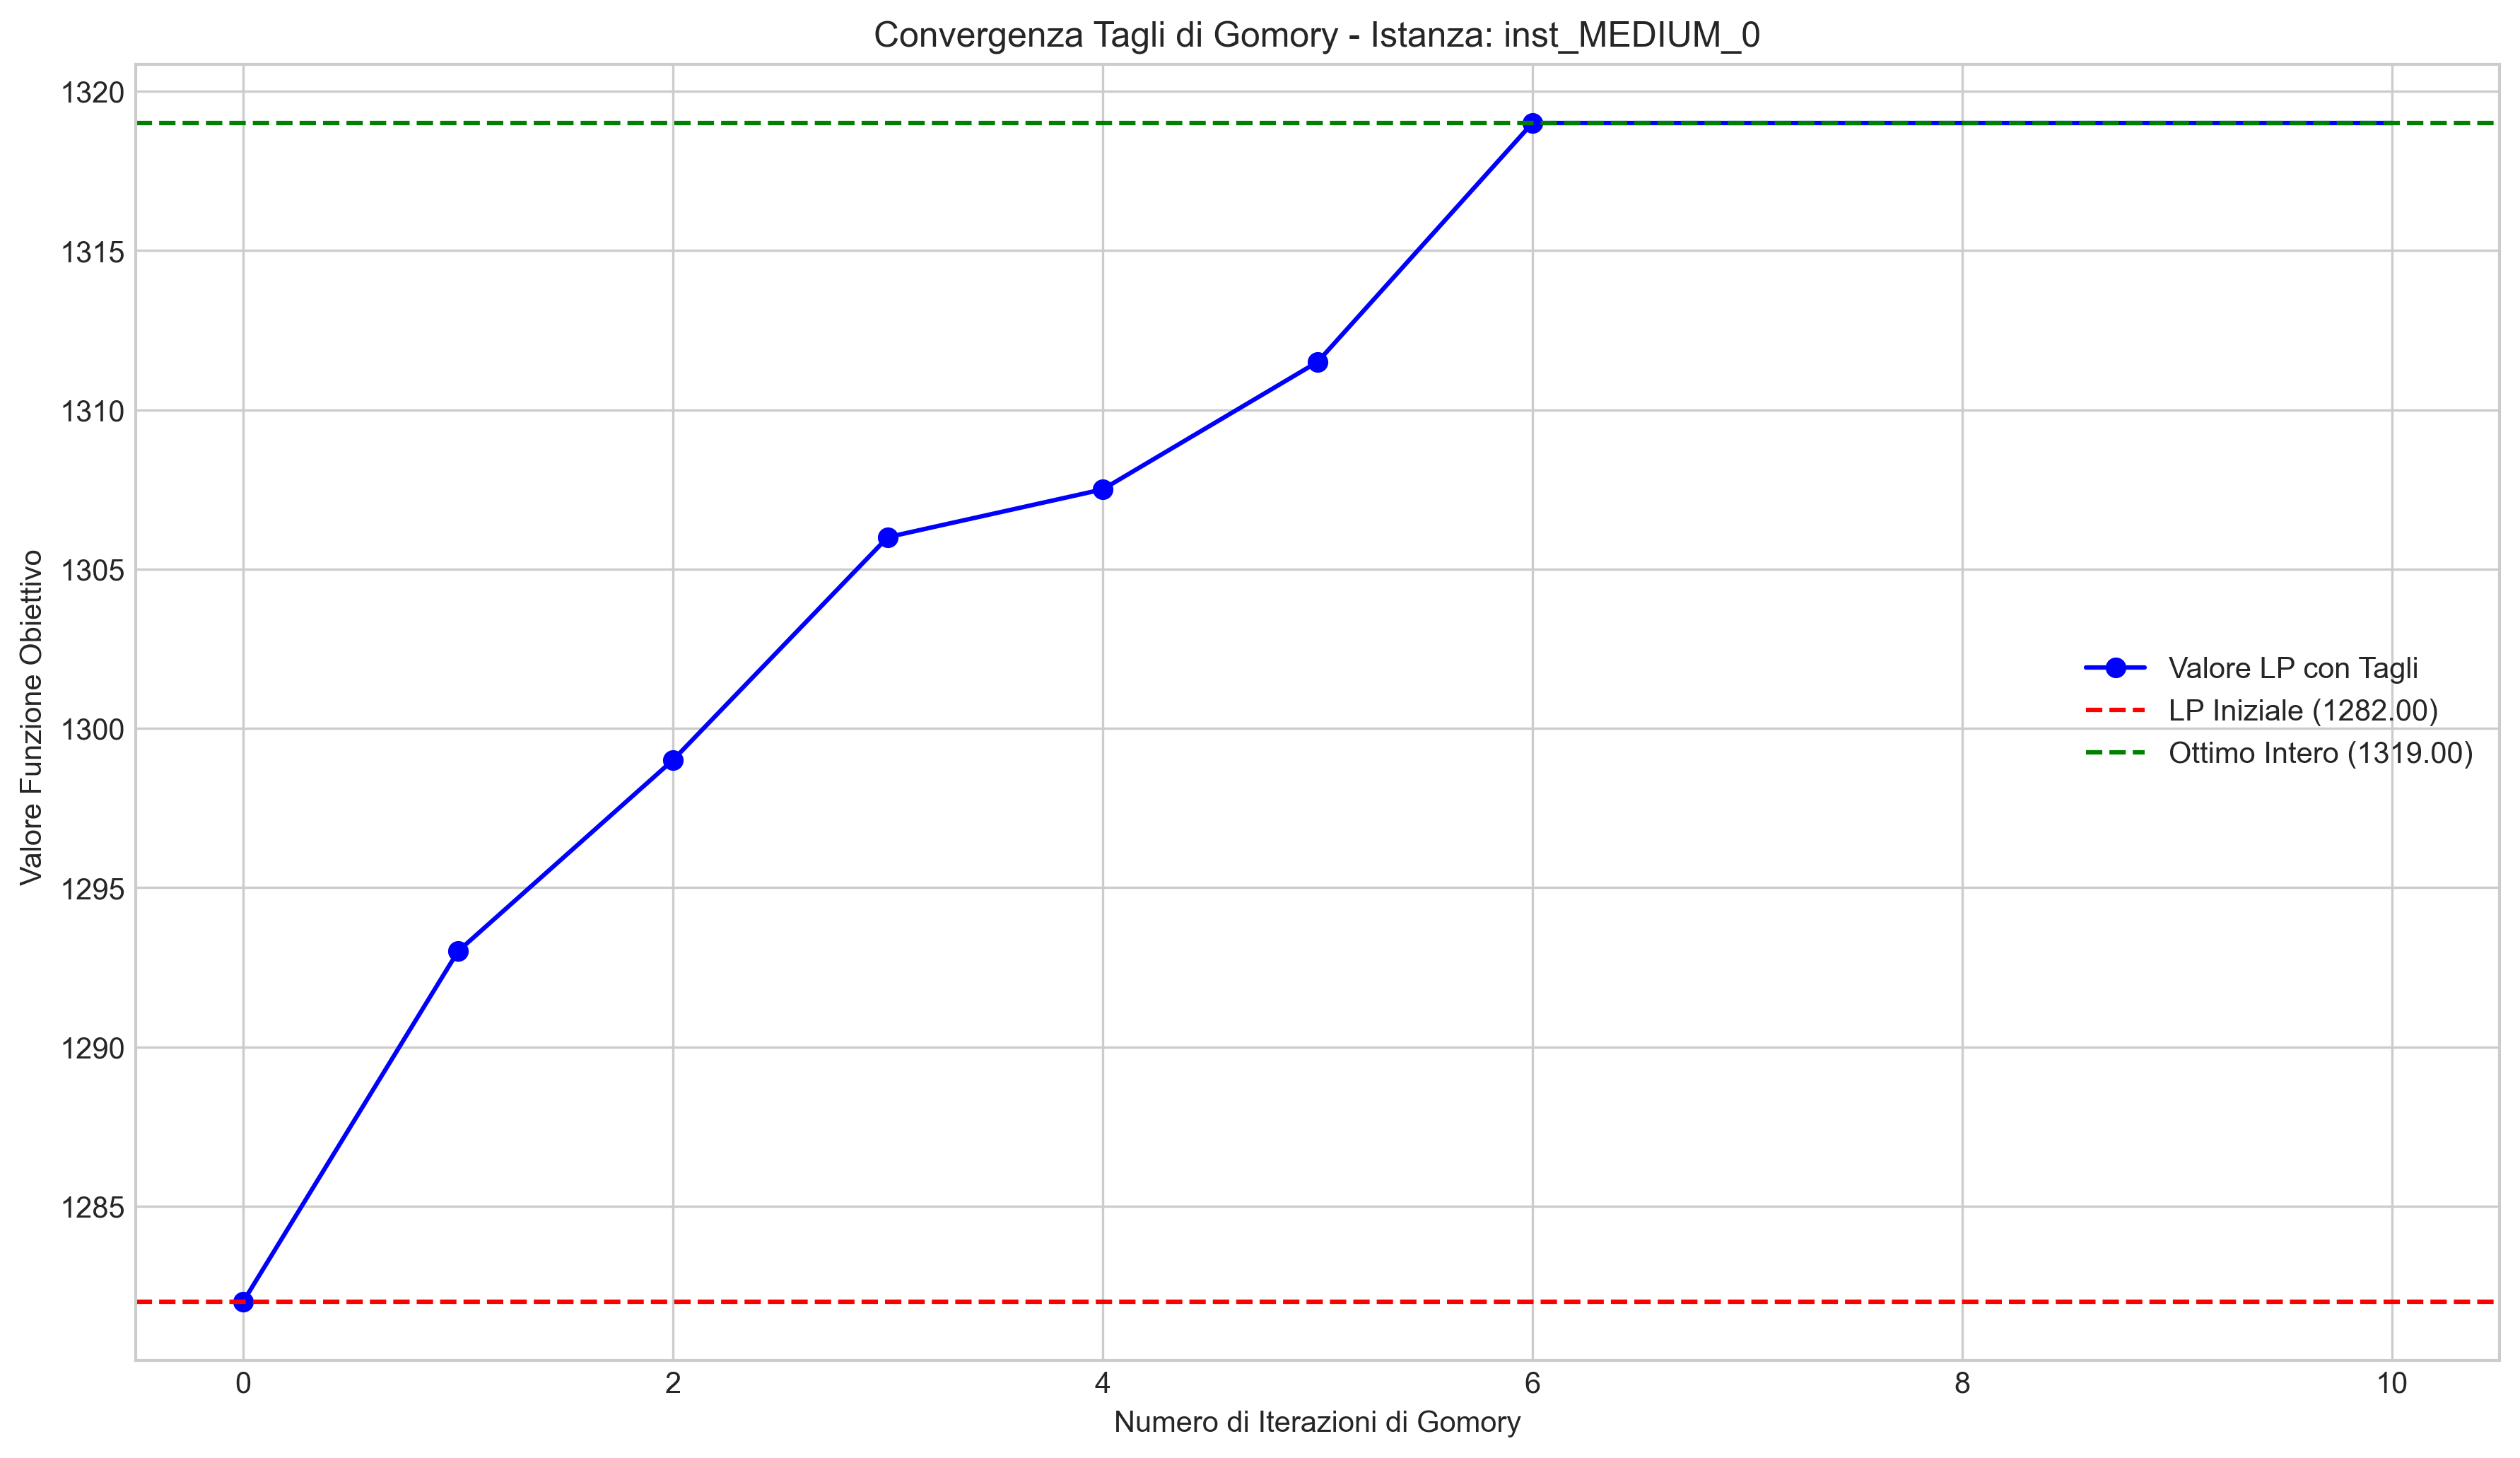 Convergenza Tagli di Gomory - Istanza: inst_MEDIUM_0
Valore Funzione Obiettivo
1320
1315
1310
1305
1300
1295
1290
1285
Valore LP con Tagli
LP Iniziale (1282.00)
Ottimo Intero (1319.00)
0
2
4
6
8
10
Numero di Iterazioni di Gomory